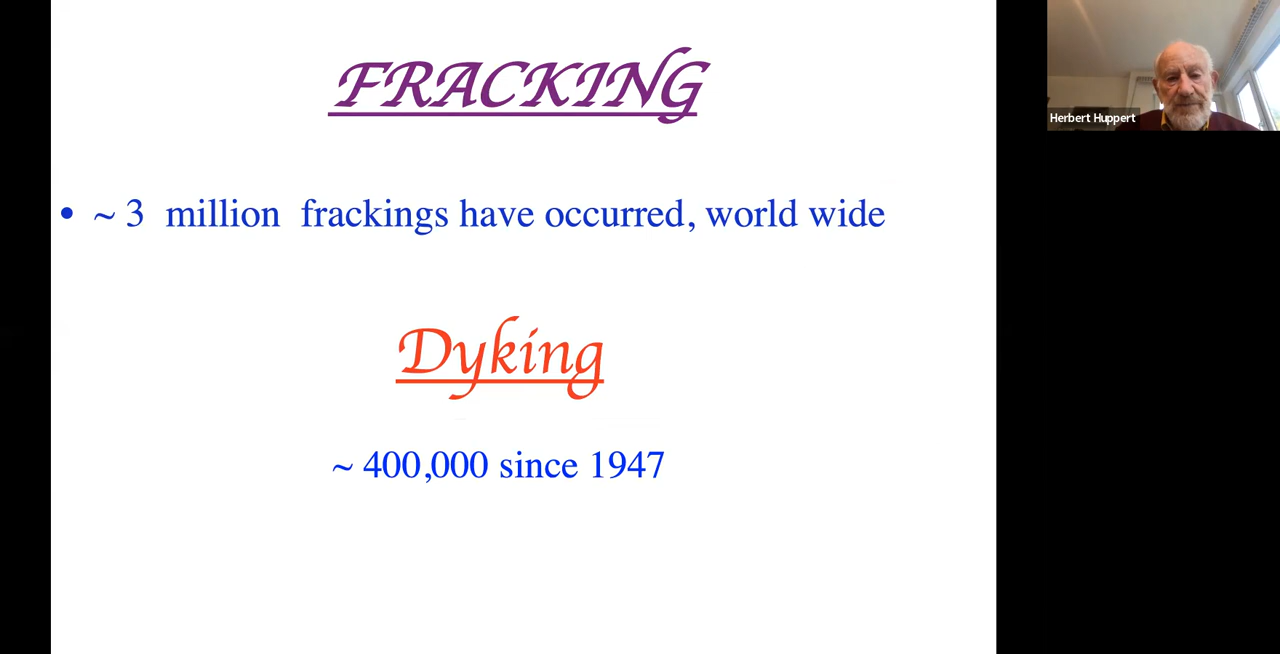 FRACKING
• ~ 3 million frackings have occurred, world wide
Dyking
~ 400,000 since 1947
Herbert Huppert